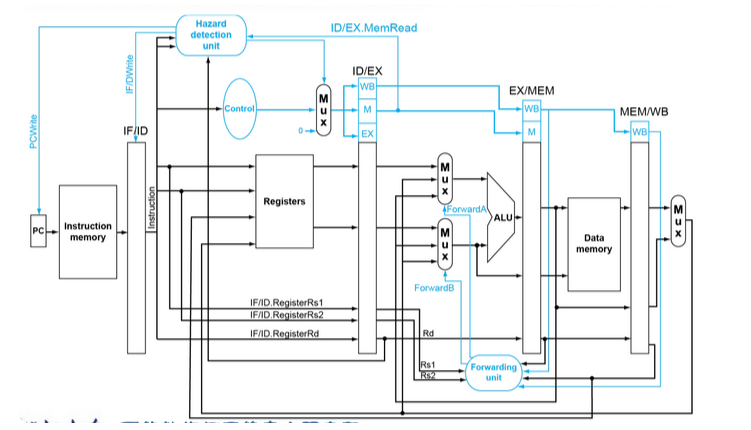 Hazard
detection
unit
ID/EX.MemRead
IF/DWrite
PCWrite
Control
M
u
x
0
ID/EX
WB
M
EX
EX/MEM
WB
M
MEM/WB
WB
IF/ID
PC
Instruction
memory
Instruction
Registers
M
u
x
ForwardA
ALU
M
u
x
ForwardB
Data
memory
M
u
x
IF/ID.RegisterRs1
IF/ID.RegisterRs2
IF/ID.RegisterRd
Rd
Rs1
Rs2
Forwarding
unit